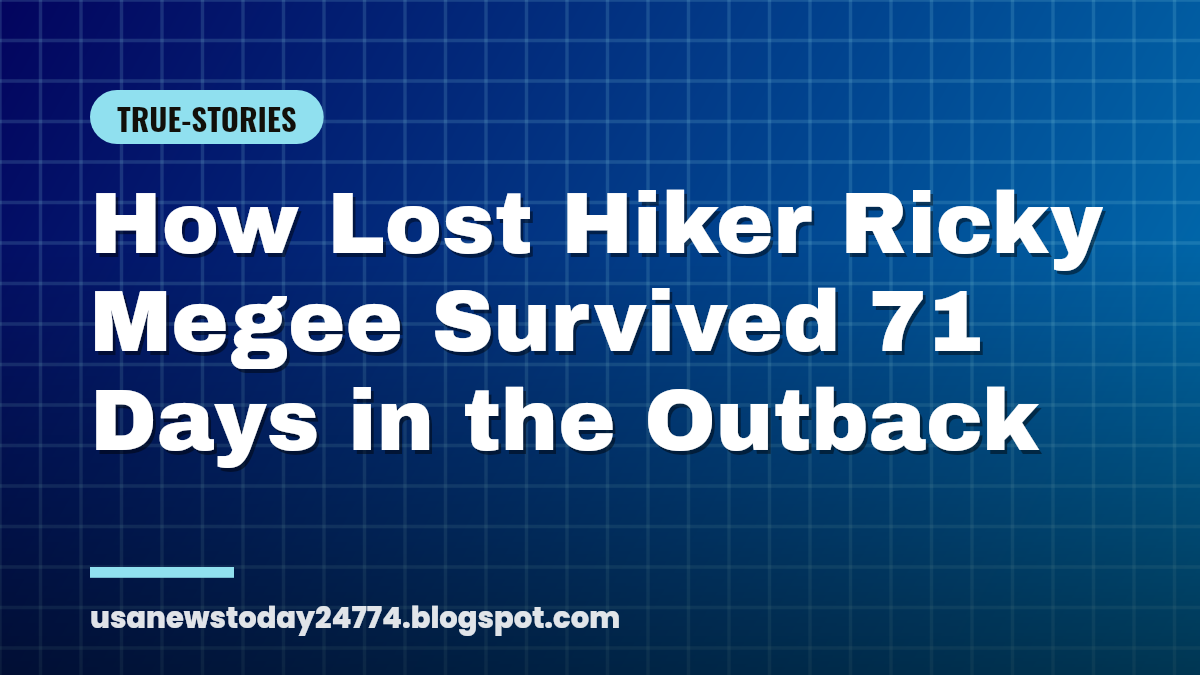 TRUE-STORIES
How Lost Hiker Ricky
Megee Survived 71
Days in the Outback
usanewstoday24774.blogspot.com